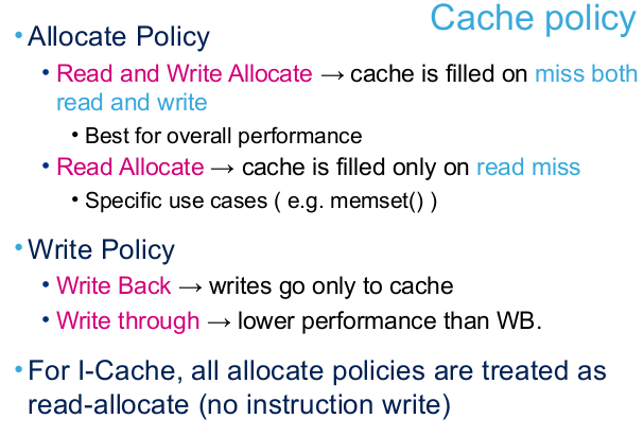 Cache policy
• Allocate Policy
• Read and Write Allocate → cache is filled on miss both
read and write
• Best for overall performance
• Read Allocate → cache is filled only on read miss
• Specific use cases ( e.g. memset() )
• Write Policy
• Write Back → writes go only to cache
• Write through → lower performance than WB.
• For I-Cache, all allocate policies are treated as
read-allocate (no instruction write)